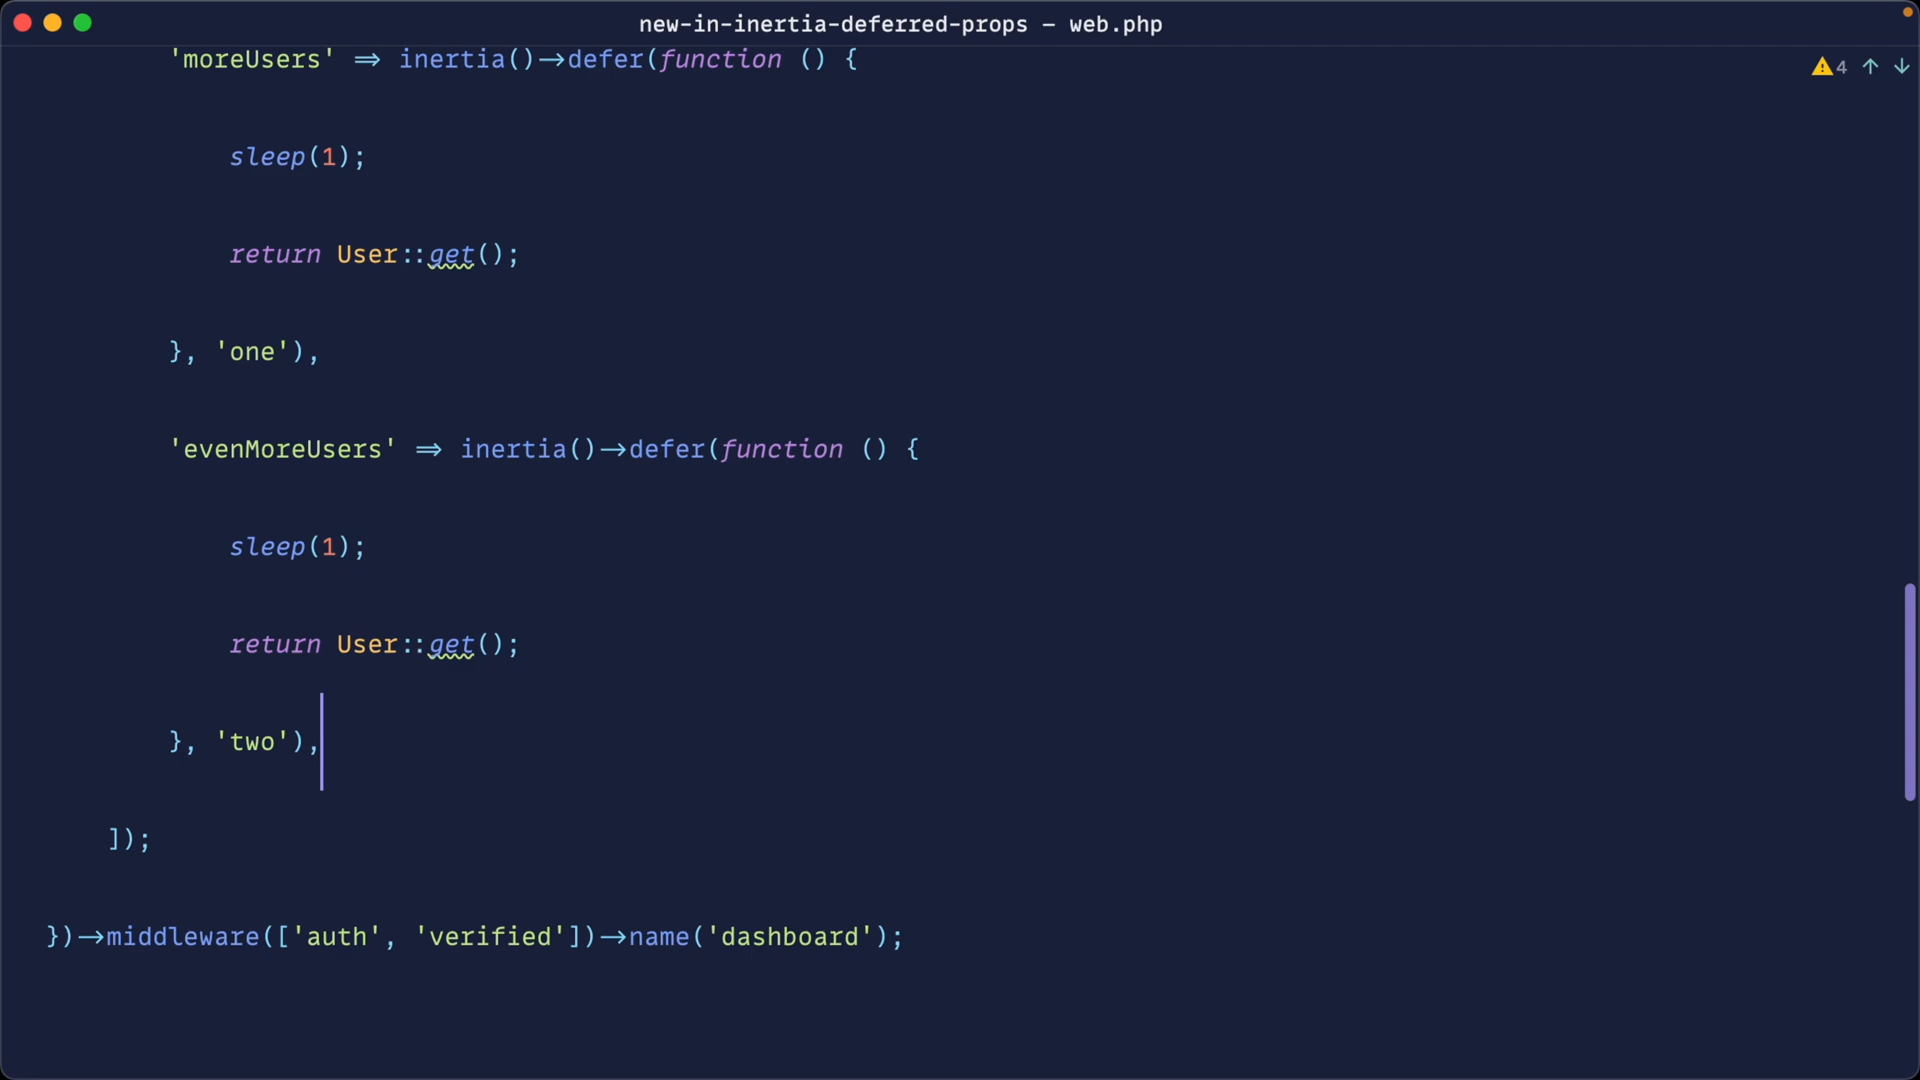 new-in-inertia-deferred-props – web.php
'moreUsers' => inertia()->defer(function () {
4
sleep(1);
return User::get();
}, 'one'),
'evenMoreUsers' => inertia()->defer(function () {
sleep(1);
return User::get();
}, 'two'),
]);
})->middleware(['auth', 'verified'])->name('dashboard');